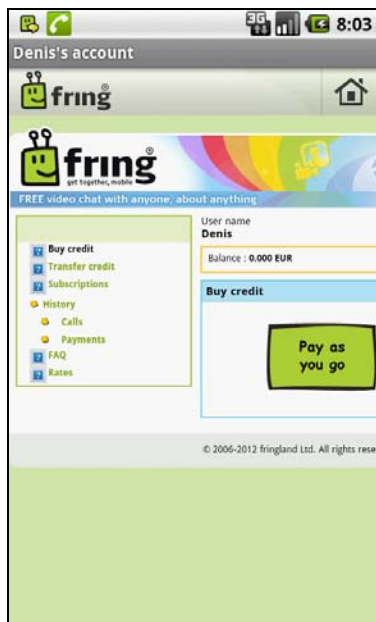 3G
8:03
Denis's account
fring
fring®
get together, mobile
FREE video chat with anyone, about anything
Buy credit
Transfer credit
Subscriptions
History
Calls
Payments
FAQ
Rates
User name
Denis
Balance : 0.000 EUR
Buy credit
Pay as
you go
© 2006-2012 fringland Ltd. All rights rese